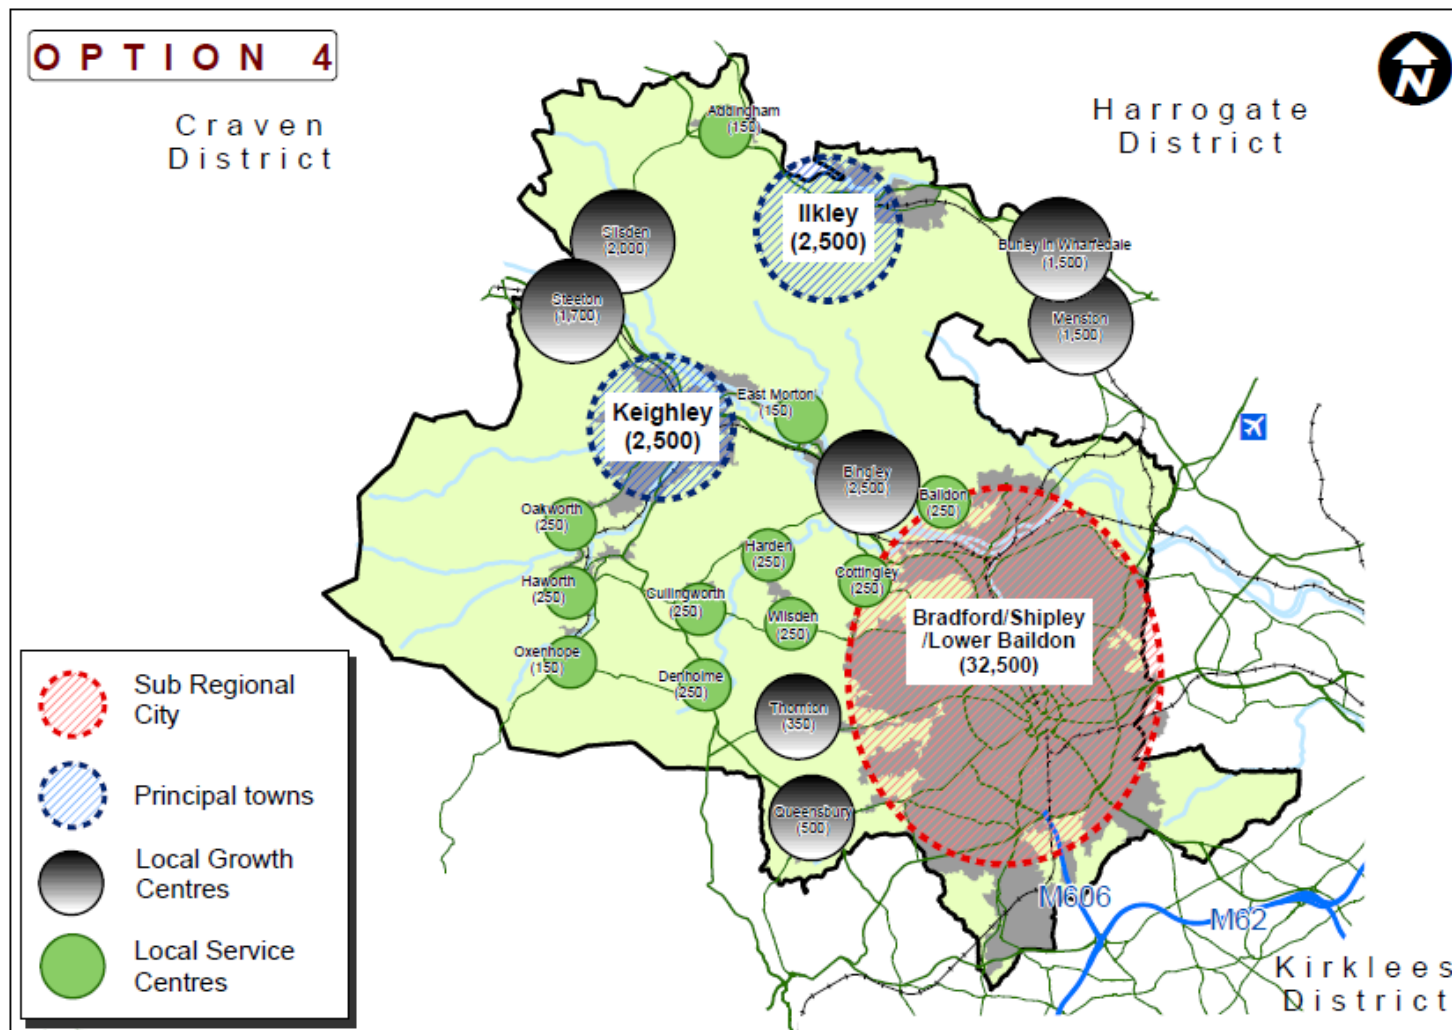 OPTION 4
Craven
District
Harrogate
District
N
Addingham
(150)
Ilkley
(2,500)
Silsden
(2,000)
Burley in Wharfedale
(1,500)
Steeton
(1,700)
Menston
(1,500)
Keighley
(2,500)
East Morton
(150)
Bingley
(2,500)
Baildon
(250)
Oakworth
(250)
Harden
(250)
Cottingley
(250)
Haworth
(250)
Cullingworth
(250)
Wilsden
(250)
Bradford/Shipley
/Lower Baildon
(32,500)
Oxenhope
(150)
Denholme
(250)
Thornton
(350)
Queensbury
(500)
Sub Regional
City
Principal towns
Local Growth
Centres
Local Service
Centres
M606
M62
Kirklees
District